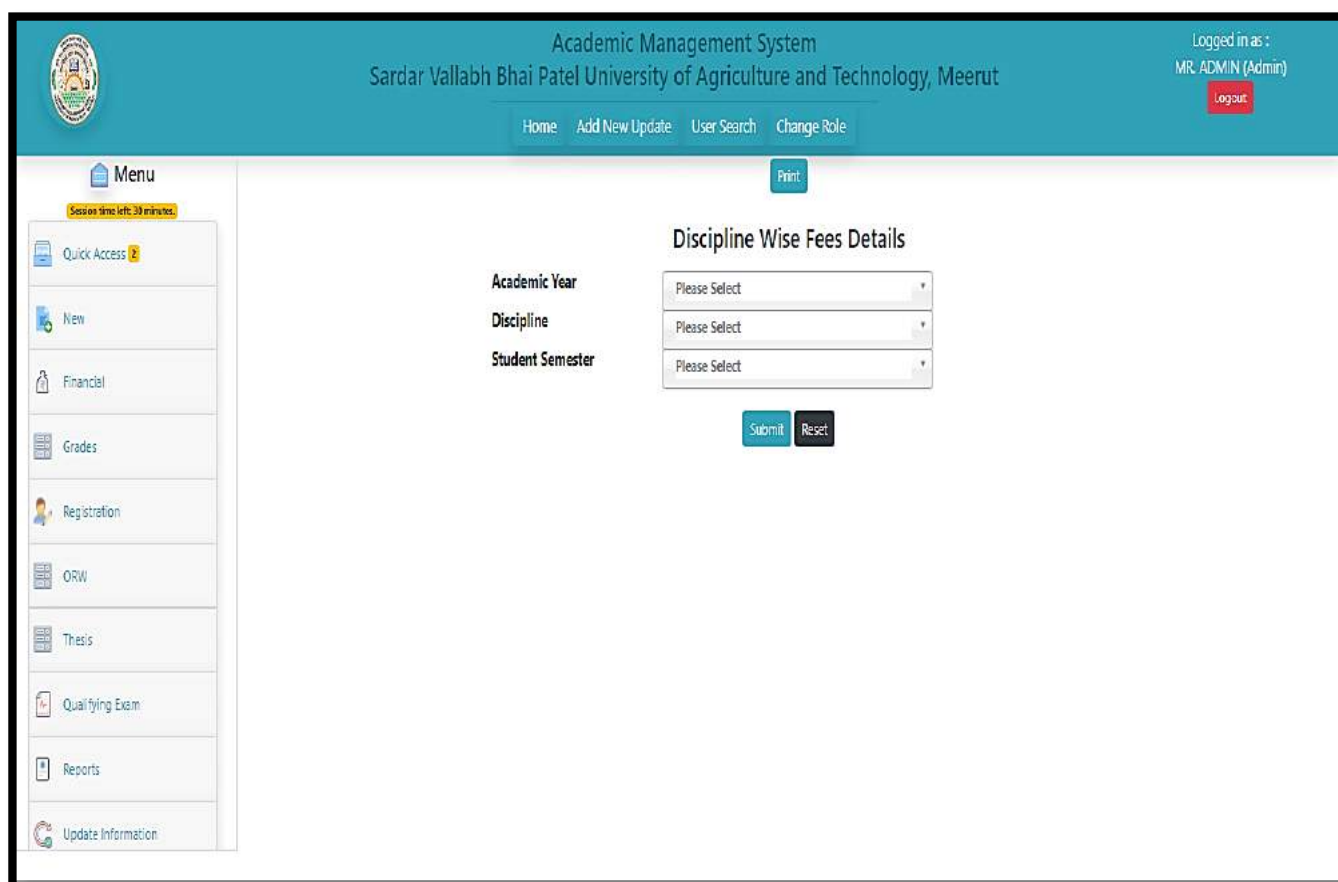 Academic Management System
Sardar Vallabh Bhai Patel University of Agriculture and Technology, Meerut
Home Add New Update User Search Change Role
Logged in as :
MR. ADMIN (Admin)
Logout
Menu
Session time left: 30 minutes.
Quick Access 2
New
Financial
Grades
Registration
ORW
Thesis
Qualifying Exam
Reports
Update Information
Print
Discipline Wise Fees Details
Academic Year Please Select
Discipline Please Select
Student Semester Please Select
Submit Reset